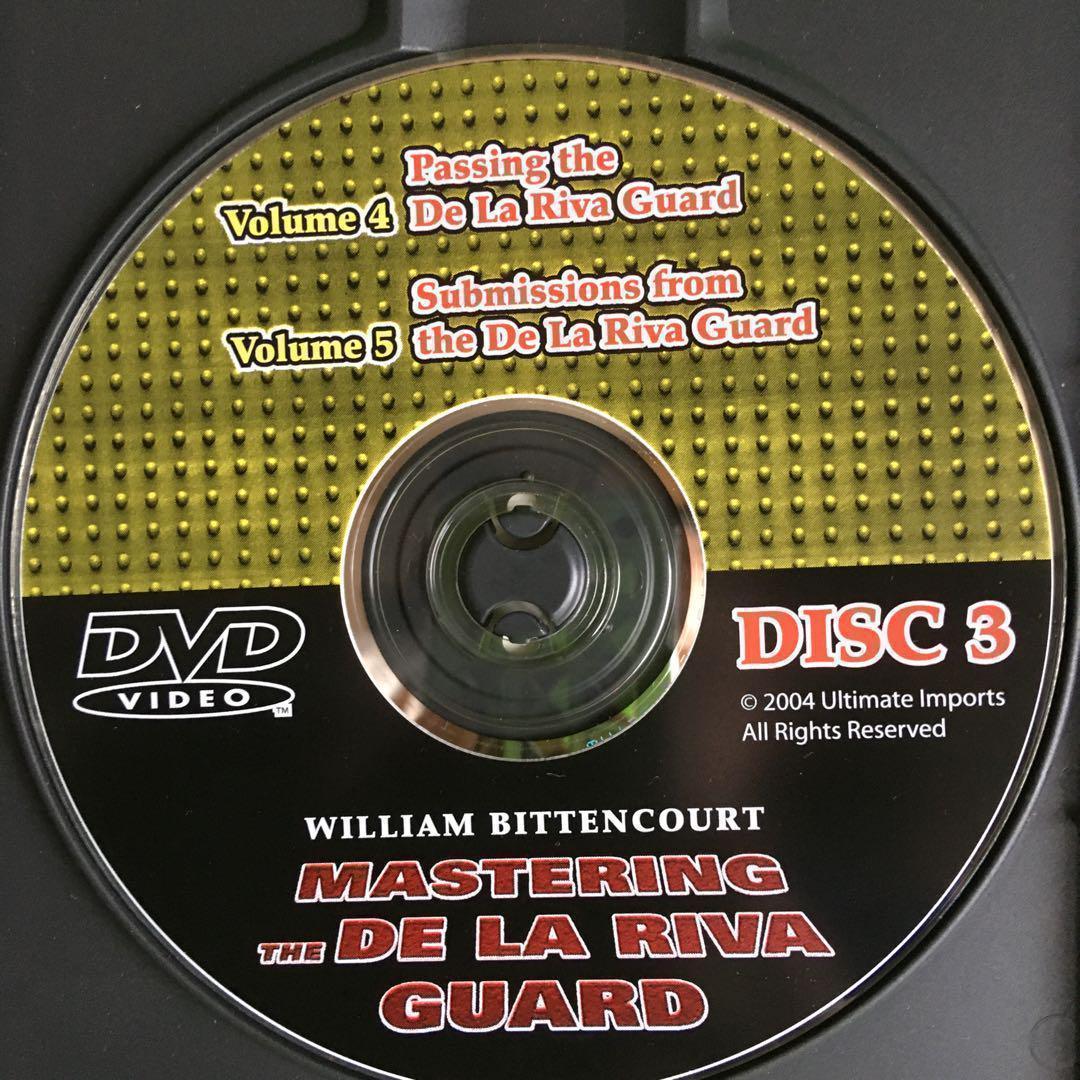 Passing the
Volume 4 De La Riva Guard
Submissions from
Volume 5 the De La Riva Guard
DVD
VIDEO TM
DISC 3
© 2004 Ultimate Imports
All Rights Reserved
WILLIAM BITTENCOURT
MASTERING
THE DE LA RIVA
GUARD